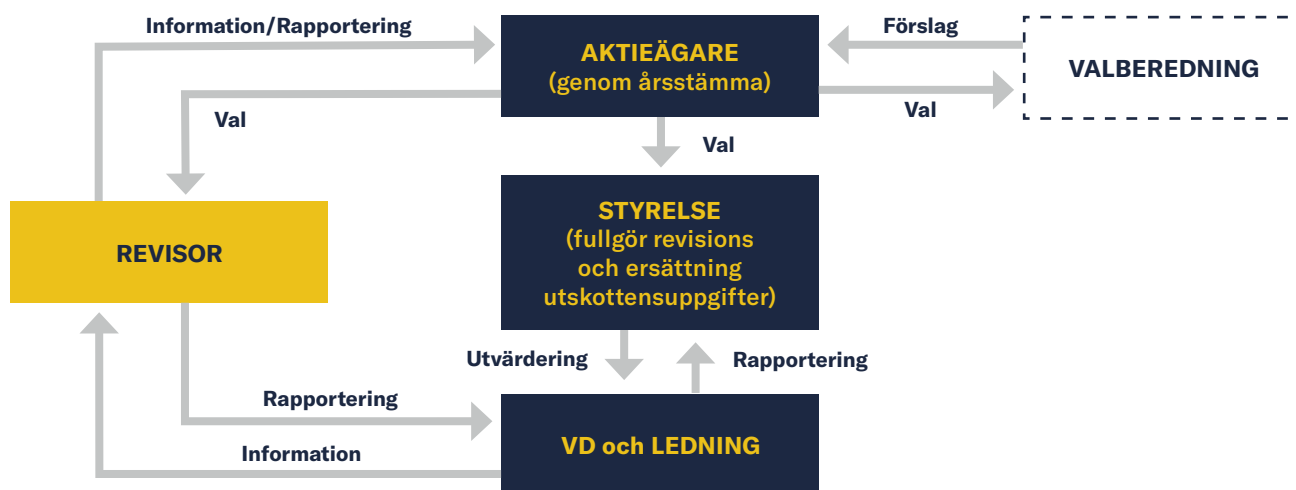 Information/Rapportering
Förslag
AKTIEÄGARE
(genom årsstämma)
VALBEREDNING
Val
Val
Val
STYRELSE
(fullgör revisions
och ersättning
utskottensuppgifter)
REVISOR
Utvärdering
Rapportering
Rapportering
VD och LEDNING
Information